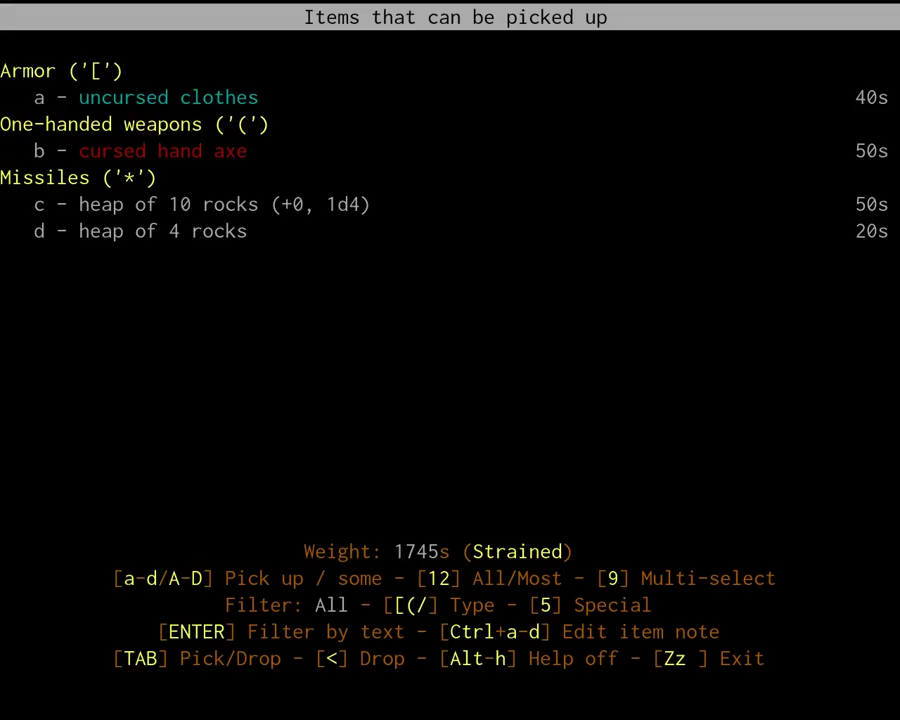 Items that can be picked up
Armor ('[')
a - uncursed clothes 40s
One-handed weapons ('(')
b - cursed hand axe 50s
Missiles ('*')
c - heap of 10 rocks (+0, 1d4) 50s
d - heap of 4 rocks 20s
Weight: 1745s (Strained)
[a-d/A-D] Pick up / some - [12] All/Most - [9] Multi-select
Filter: All - [[(/] Type - [5] Special
[ENTER] Filter by text - [Ctrl+a-d] Edit item note
[TAB] Pick/Drop - [<] Drop - [Alt-h] Help off - [Zz ] Exit